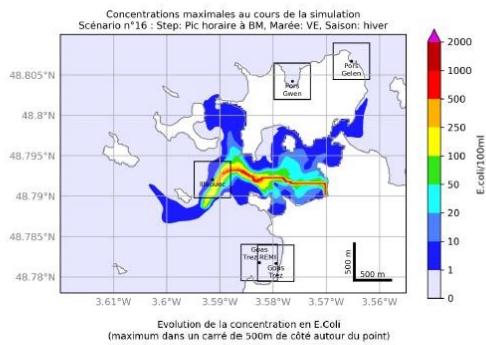 Concentrations maximales au cours de la simulation
Scénario n°16 : Step: Pic horaire à BM, Marée: VE, Saison: hiver
48.805°N
48.8°N
48.795°N
48.790°N
48.785°N
48.78°N
3.61°W
3.6°W
3.59°W
3.58°W
3.57°W
3.56°W
Pors
Gelen
Pors
Gwen
Goas
Trez REMI
Goas
Trez
500 m
500 m
2000
1000
500
250
100
50
20
10
1
0
E.coli/100ml
Evolution de la concentration en E.Coli
(maximum dans un carré de 500m de côté autour du point)